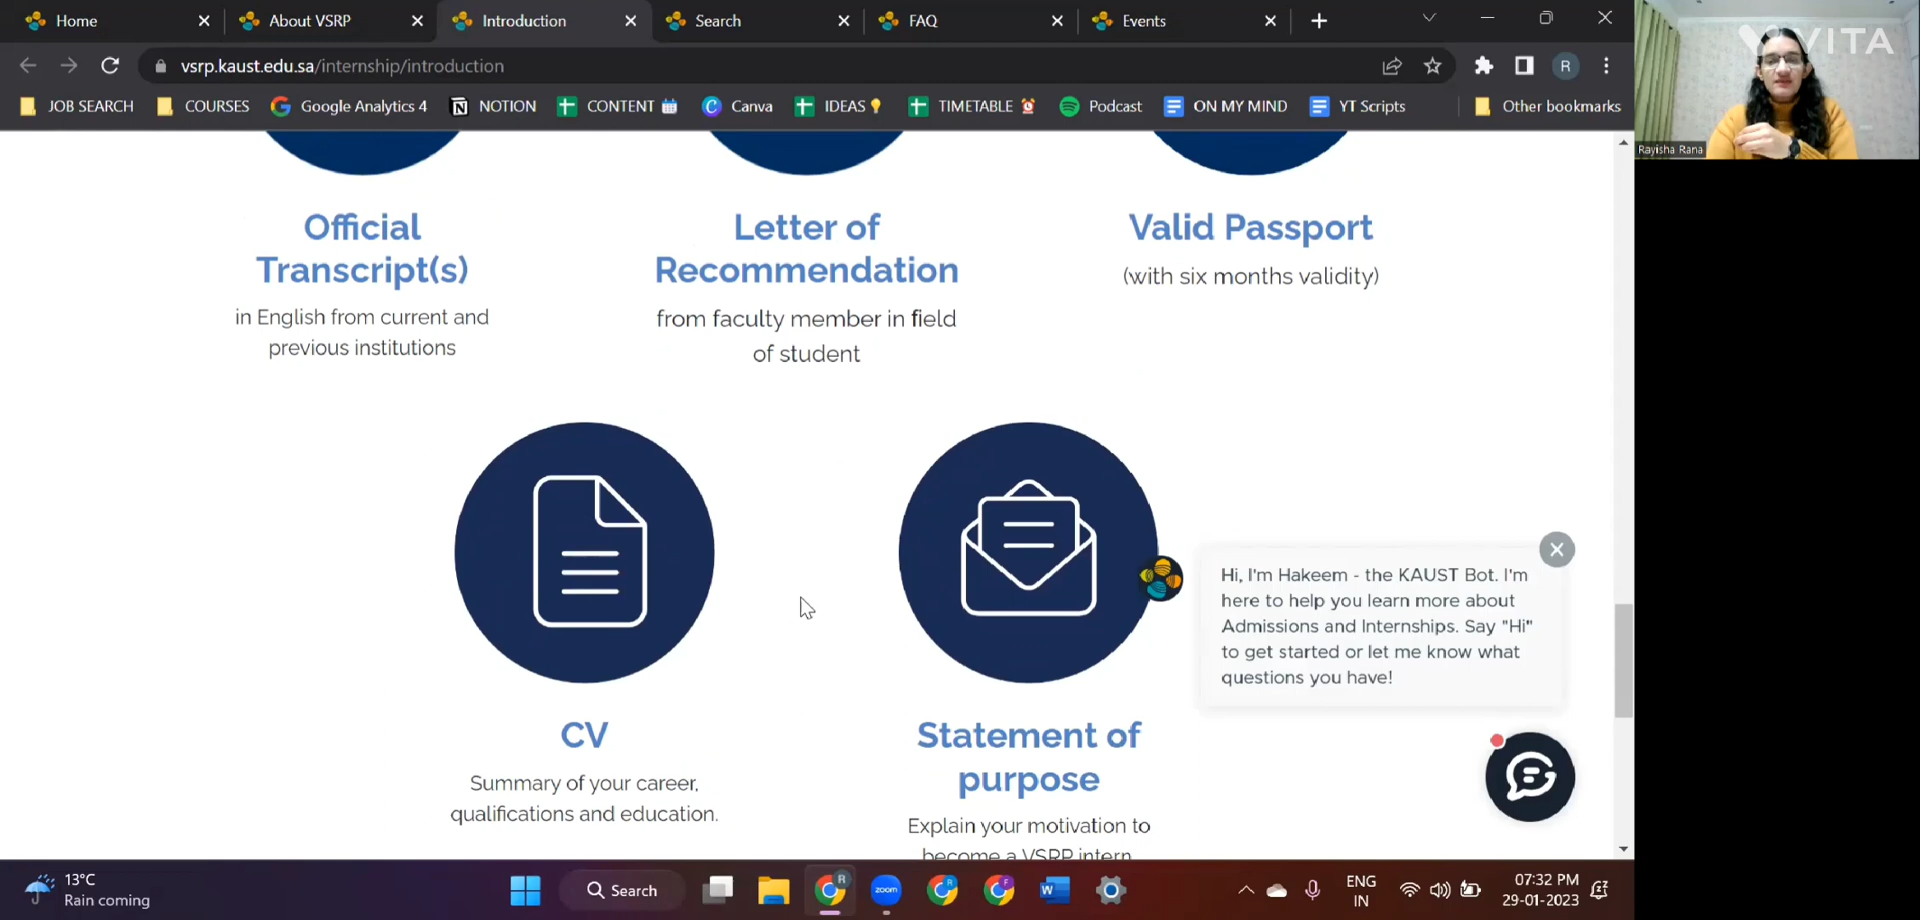 Home
About VSRP
Introduction
Search
FAQ
Events
vsrp.kaust.edu.sa/internship/introduction
R
JOB SEARCH
COURSES
Google Analytics 4
NOTION
CONTENT
Canva
IDEAS
TIMETABLE
Podcast
ON MY MIND
YT Scripts
Other bookmarks
VITA
Rayisha Rana
Official
Transcript(s)
in English from current and
previous institutions
Letter of
Recommendation
from faculty member in field
of student
Valid Passport
(with six months validity)
CV
Summary of your career,
qualifications and education.
Statement of
purpose
Explain your motivation to
become a VSRP intern
Hi, I'm Hakeem - the KAUST Bot. I'm
here to help you learn more about
Admissions and Internships. Say "Hi"
to get started or let me know what
questions you have!
13°C
Rain coming
Search
R
zoom
R
F
W
ENG
IN
07:32 PM
29-01-2023